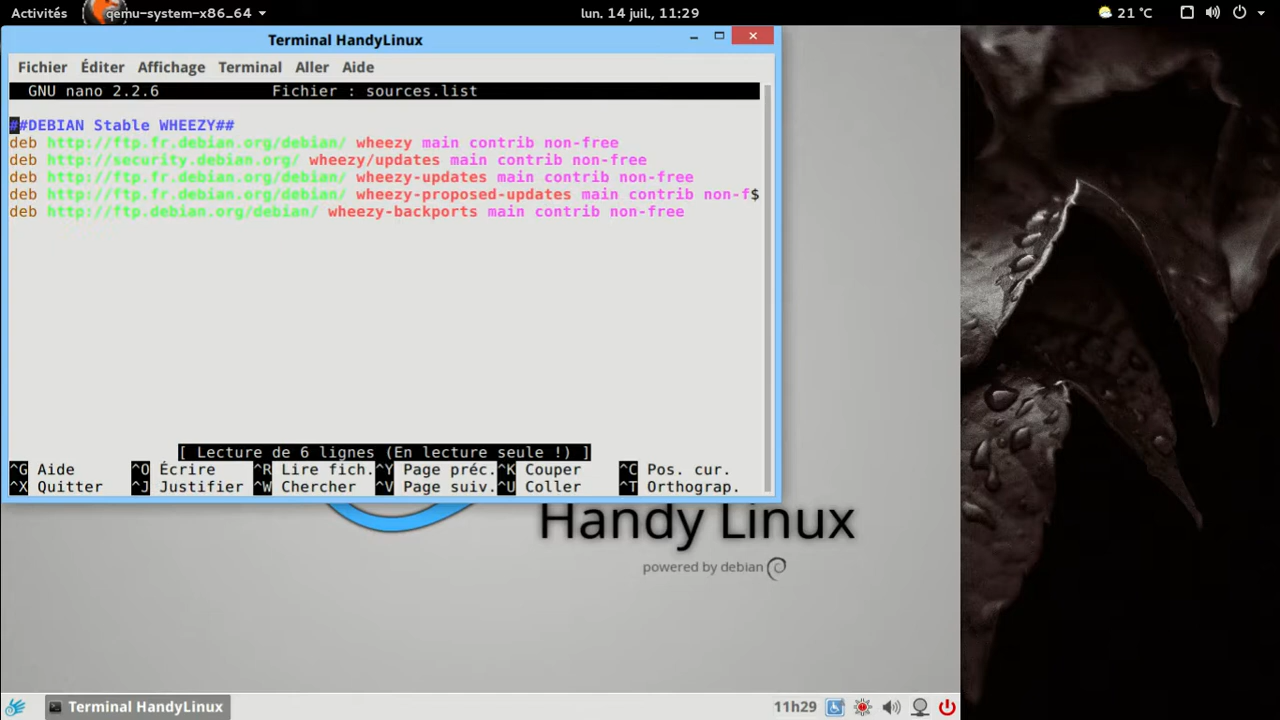 Activités qemu-system-x86_64 lun. 14 juil., 11:29 21 °C
Terminal HandyLinux
Fichier Éditer Affichage Terminal Aller Aide
GNU nano 2.2.6 Fichier : sources.list
##DEBIAN Stable WHEEZY##
deb http://ftp.fr.debian.org/debian/ wheezy main contrib non-free
deb http://security.debian.org/ wheezy/updates main contrib non-free
deb http://ftp.fr.debian.org/debian/ wheezy-updates main contrib non-free
deb http://ftp.fr.debian.org/debian/ wheezy-proposed-updates main contrib non-f$
deb http://ftp.debian.org/debian/ wheezy-backports main contrib non-free
[ Lecture de 6 lignes (En lecture seule !) ]
^G Aide ^O Écrire ^R Lire fich. ^Y Page préc. ^K Couper ^C Pos. cur.
^X Quitter ^J Justifier ^W Chercher ^V Page suiv. ^U Coller ^T Orthograp.
Handy Linux
powered by debian
Terminal HandyLinux 11h29